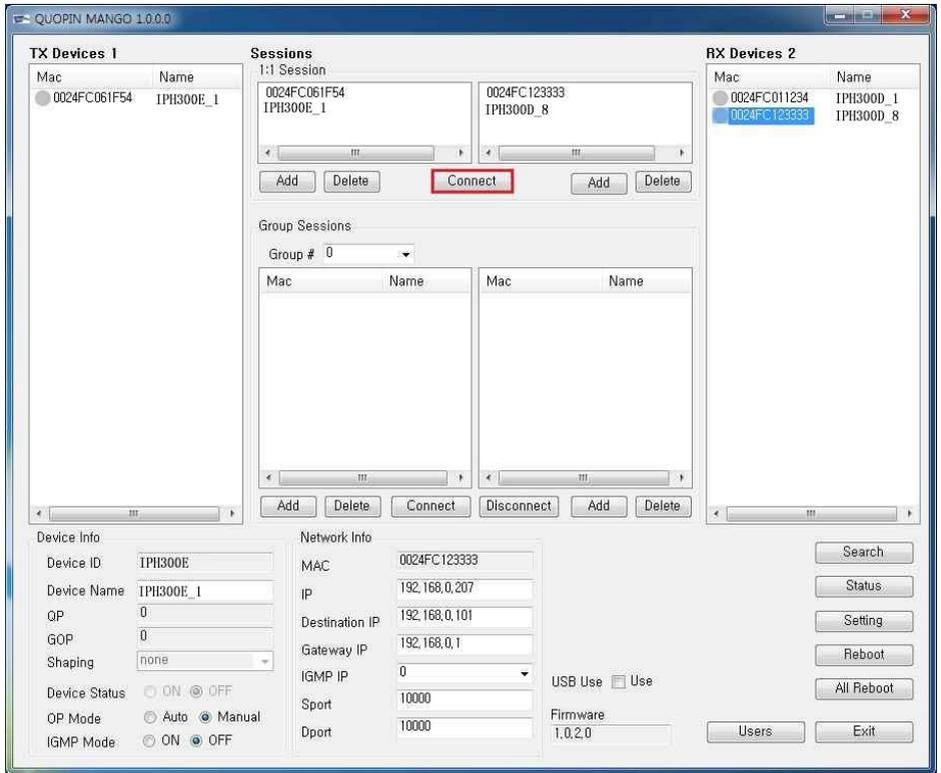 QUOPIN MANGO 1.0.0.0
TX Devices 1
Mac Name
0024FC061F54 IPH300E_1
Sessions
1:1 Session
0024FC061F54
IPH300E_1
0024FC123333
IPH300D_8
Add Delete Connect Add Delete
Group Sessions
Group # 0
Mac Name Mac Name
Add Delete Connect Disconnect Add Delete
RX Devices 2
Mac Name
0024FC011234 IPH300D_1
0024FC123333 IPH300D_8
Device Info
Device ID IPH300E
Device Name IPH300E_1
QP 0
GOP 0
Shaping none
Device Status ON OFF
OP Mode Auto Manual
IGMP Mode ON OFF
Network Info
MAC 0024FC123333
IP 192,168,0,207
Destination IP 192,168,0,101
Gateway IP 192,168,0,1
IGMP IP 0
Sport 10000
Dport 10000
USB Use Use
Firmware
1,0,2,0
Search
Status
Setting
Reboot
All Reboot
Users Exit